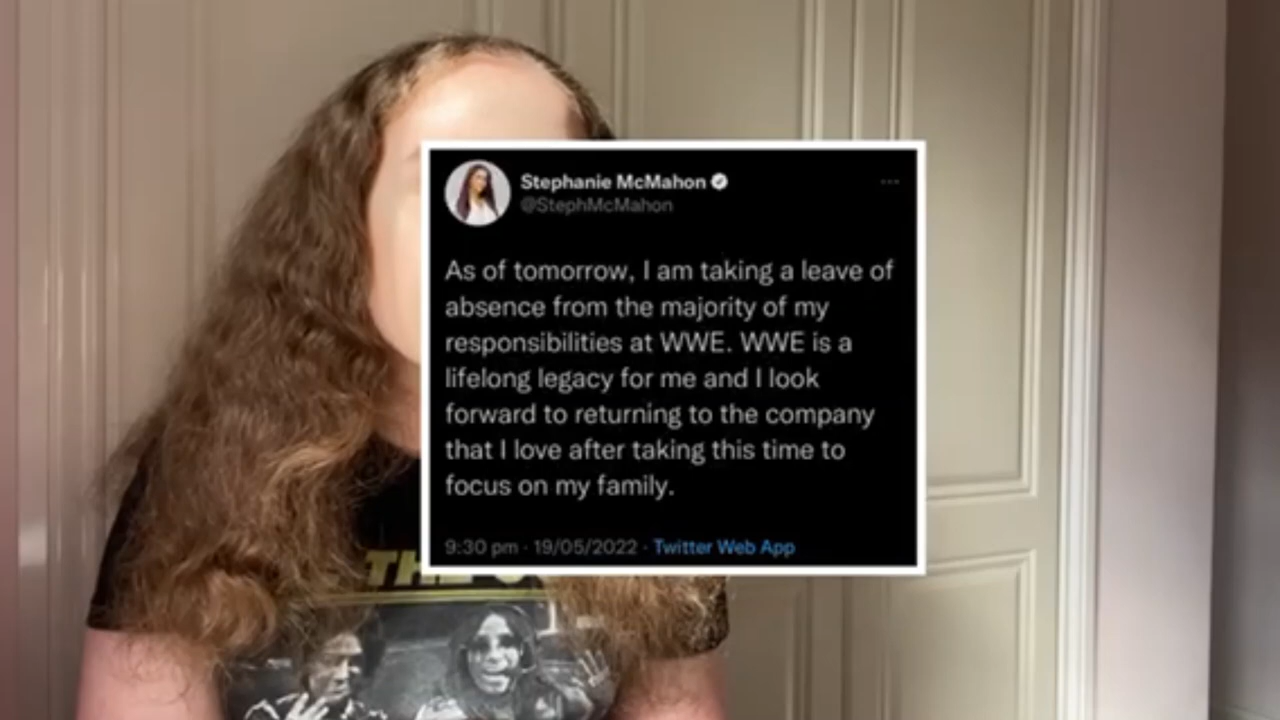 Stephanie McMahon
@StephMcMahon
As of tomorrow, I am taking a leave of
absence from the majority of my
responsibilities at WWE. WWE is a
lifelong legacy for me and I look
forward to returning to the company
that I love after taking this time to
focus on my family.
9:30 pm · 19/05/2022 · Twitter Web App